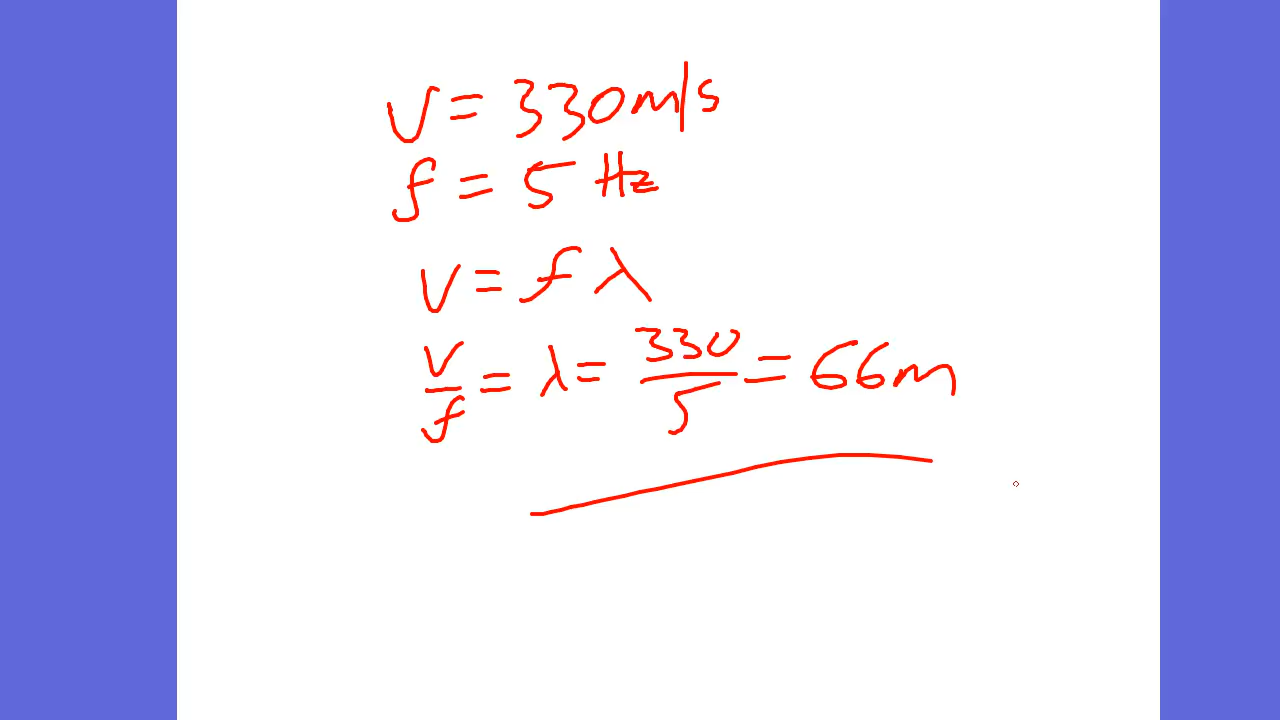 v = 330m/s
f = 5 Hz
v = f λ
v/f = λ = 330/5 = 66m